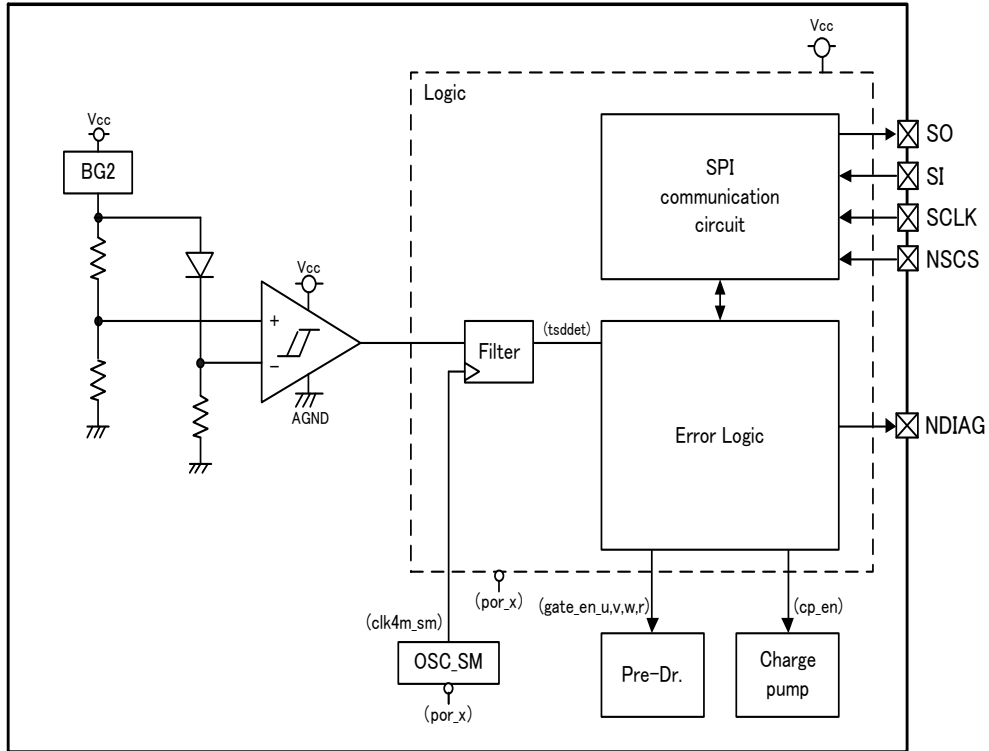 Vcc
Logic
Vcc
BG2
SPI
communication
circuit
SO
SI
SCLK
NSCS
Vcc
+
−
AGND
Filter
(tsddet)
Error Logic
NDIAG
(por_x)
(clk4m_sm)
(gate_en_u,v,w,r)
(cp_en)
OSC_SM
(por_x)
Pre-Dr.
Charge
pump